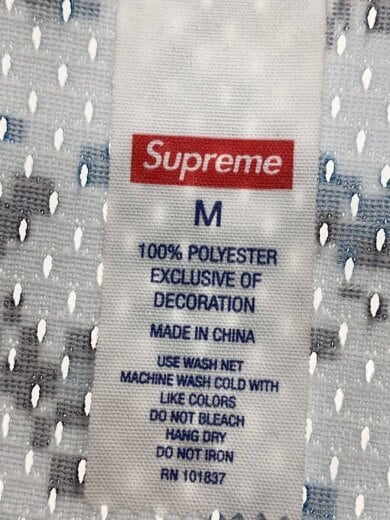 Supreme
M
100% POLYESTER
EXCLUSIVE OF
DECORATION
MADE IN CHINA
USE WASH NET
MACHINE WASH COLD WITH
LIKE COLORS
DO NOT BLEACH
HANG DRY
DO NOT IRON
RN 101837